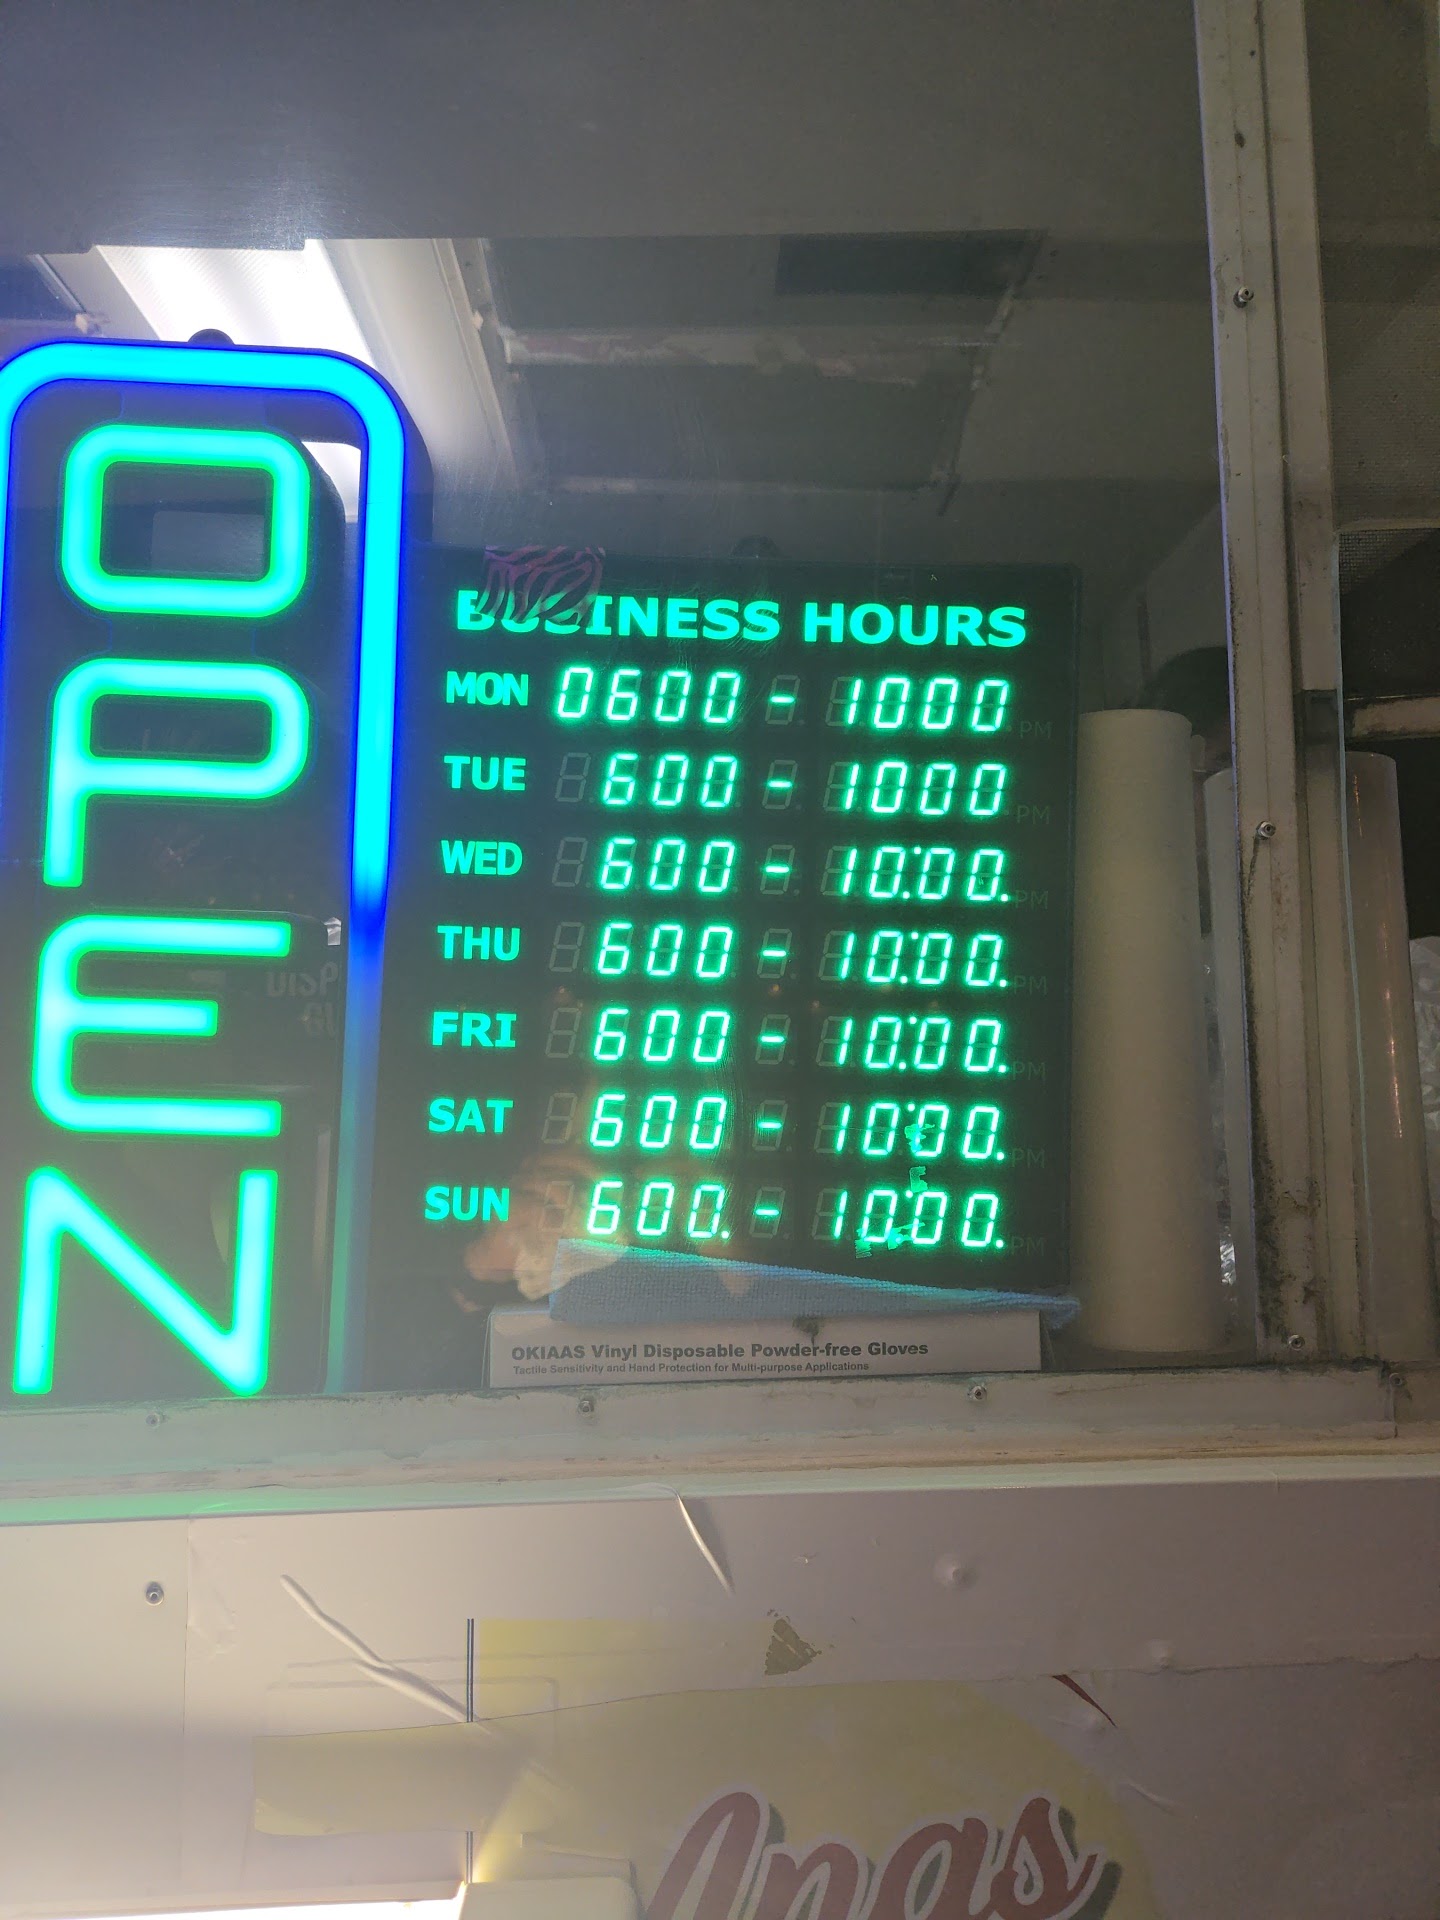 OPEN
BUSINESS HOURS
MON 0600 - 1000
TUE 600 - 1000
WED 600 - 10:00.
THU 600 - 10:00.
FRI 600 - 10:00.
SAT 600 - 10:00.
SUN 600. - 10:00.
OKIAAS Vinyl Disposable Powder-free Gloves
Tactile Sensitivity and Hand Protection for Multi-purpose Applications